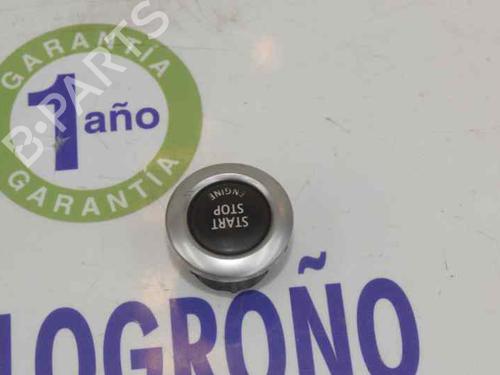 GARANTÍA
1 año
GARANTÍA
B-PARTS
START
STOP
ENGINE
LOGROÑO